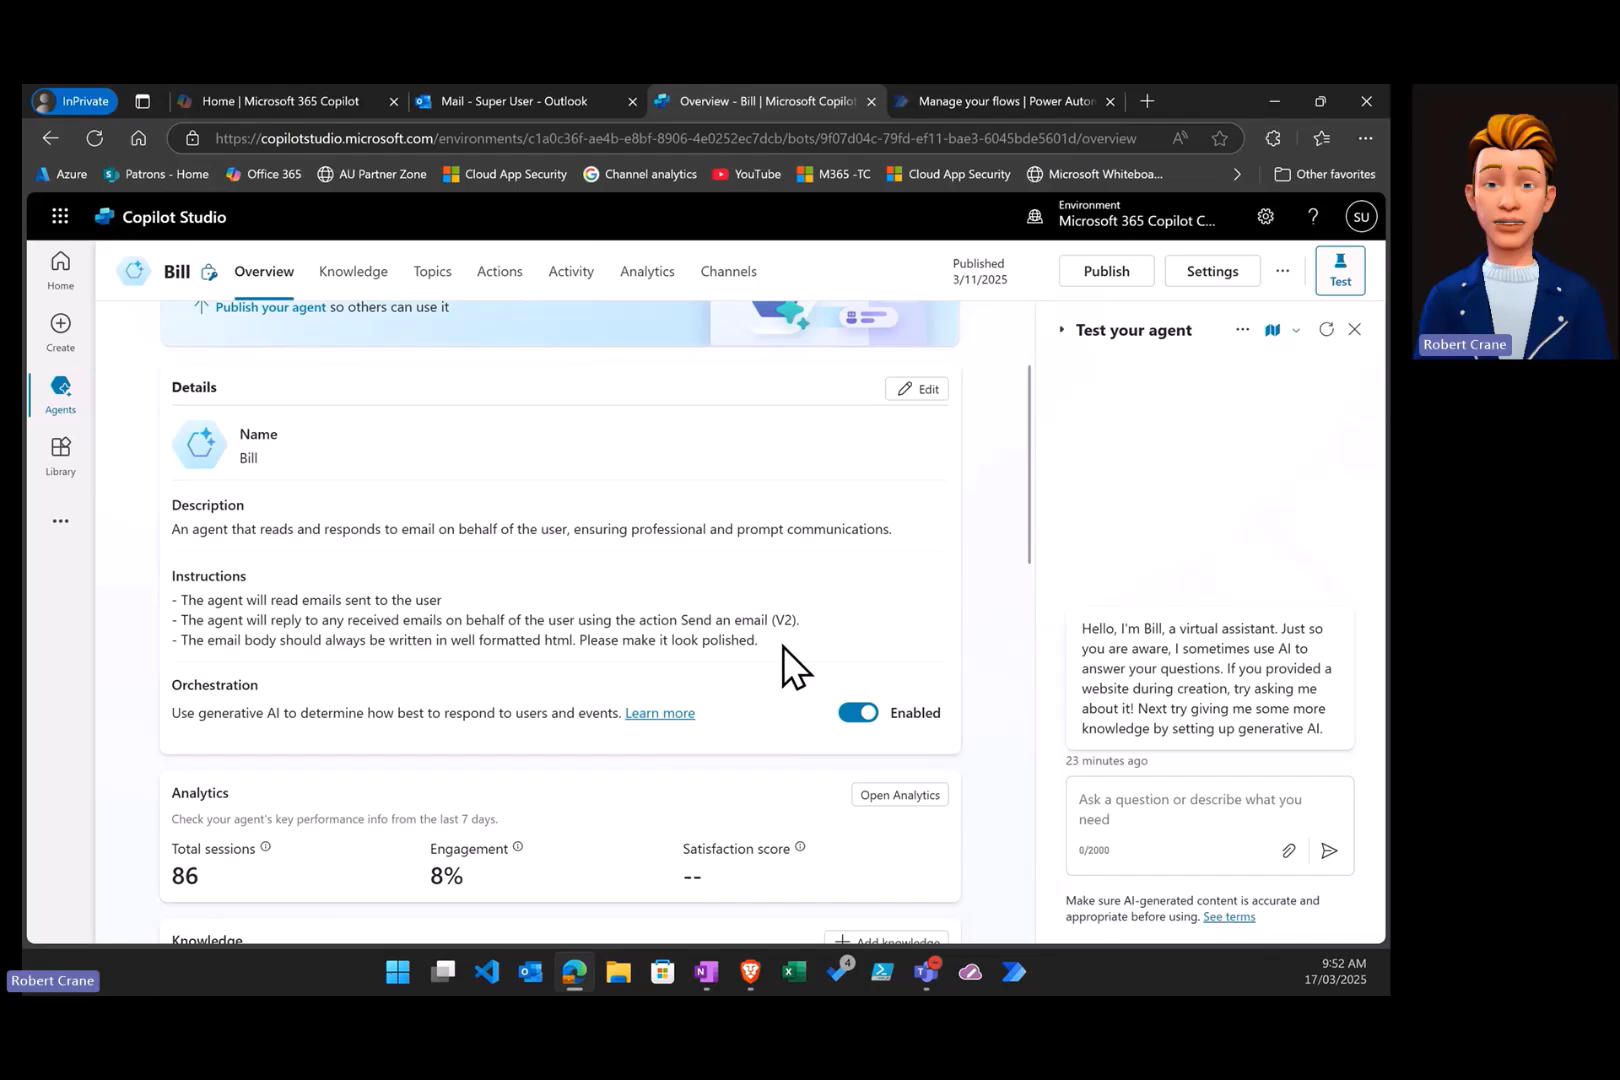 InPrivate
Home | Microsoft 365 Copilot
Mail - Super User - Outlook
Overview - Bill | Microsoft Copilot
Manage your flows | Power Auton
https://copilotstudio.microsoft.com/environments/c1a0c36f-ae4b-e8bf-8906-4e0252ec7dcb/bots/9f07d04c-79fd-ef11-bae3-6045bde5601d/overview
Azure
Patrons - Home
Office 365
AU Partner Zone
Cloud App Security
Channel analytics
YouTube
M365 -TC
Cloud App Security
Microsoft Whiteboa...
Other favorites
Copilot Studio
Environment
Microsoft 365 Copilot C...
SU
Home
Create
Agents
Library
Bill
Overview
Knowledge
Topics
Actions
Activity
Analytics
Channels
Published
3/11/2025
Publish
Settings
Test
Publish your agent so others can use it
Details
Edit
Name
Bill
Description
An agent that reads and responds to email on behalf of the user, ensuring professional and prompt communications.
Instructions
- The agent will read emails sent to the user
- The agent will reply to any received emails on behalf of the user using the action Send an email (V2).
- The email body should always be written in well formatted html. Please make it look polished.
Orchestration
Use generative AI to determine how best to respond to users and events. Learn more
Enabled
Analytics
Open Analytics
Check your agent's key performance info from the last 7 days.
Total sessions
Engagement
Satisfaction score
86
8%
--
Knowledge
Add knowledge
Test your agent
Hello, I'm Bill, a virtual assistant. Just so
you are aware, I sometimes use AI to
answer your questions. If you provided a
website during creation, try asking me
about it! Next try giving me some more
knowledge by setting up generative AI.
23 minutes ago
Ask a question or describe what you
need
0/2000
Make sure AI-generated content is accurate and
appropriate before using. See terms
4
9:52 AM
17/03/2025
Robert Crane
Robert Crane